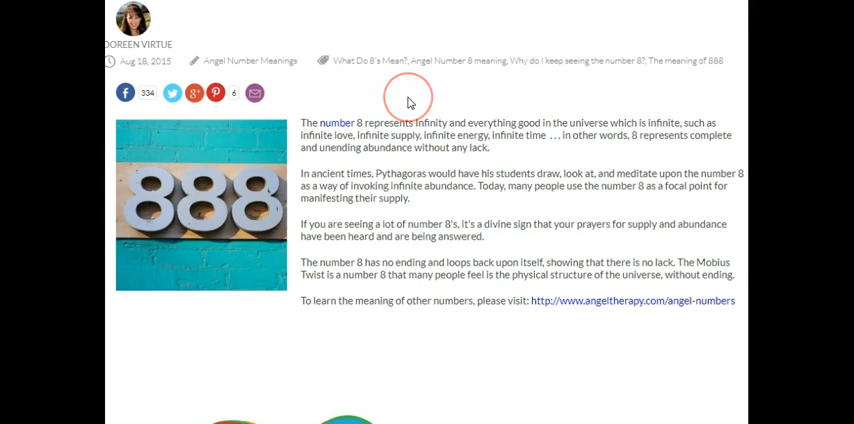 DOREEN VIRTUE
Aug 18, 2015 Angel Number Meanings What Do 8's Mean?, Angel Number 8 meaning, Why do I keep seeing the number 8?, The meaning of 888
334 6
888
The number 8 represents Infinity and everything good in the universe which is infinite, such as
infinite love, infinite supply, infinite energy, infinite time … in other words, 8 represents complete
and unending abundance without any lack.
In ancient times, Pythagoras would have his students draw, look at, and meditate upon the number 8
as a way of invoking infinite abundance. Today, many people use the number 8 as a focal point for
manifesting their supply.
If you are seeing a lot of number 8's, it's a divine sign that your prayers for supply and abundance
have been heard and are being answered.
The number 8 has no ending and loops back upon itself, showing that there is no lack. The Mobius
Twist is a number 8 that many people feel is the physical structure of the universe, without ending.
To learn the meaning of other numbers, please visit: http://www.angeltherapy.com/angel-numbers